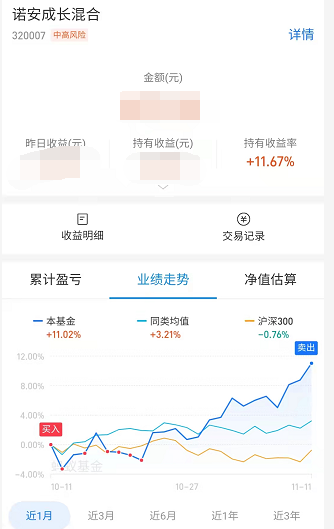 诺安成长混合
320007 中高风险 详情
金额(元)
昨日收益(元) 持有收益(元) 持有收益率
+11.67%
收益明细 交易记录
累计盈亏 业绩走势 净值估算
本基金 同类均值 沪深300
+11.02% +3.21% -0.76%
卖出
12.00%
8.00%
4.00%
买入
0.00%
蚂蚁基金
-4.00%
10-11 10-27 11-11
近1月 近3月 近6月 近1年 近3年